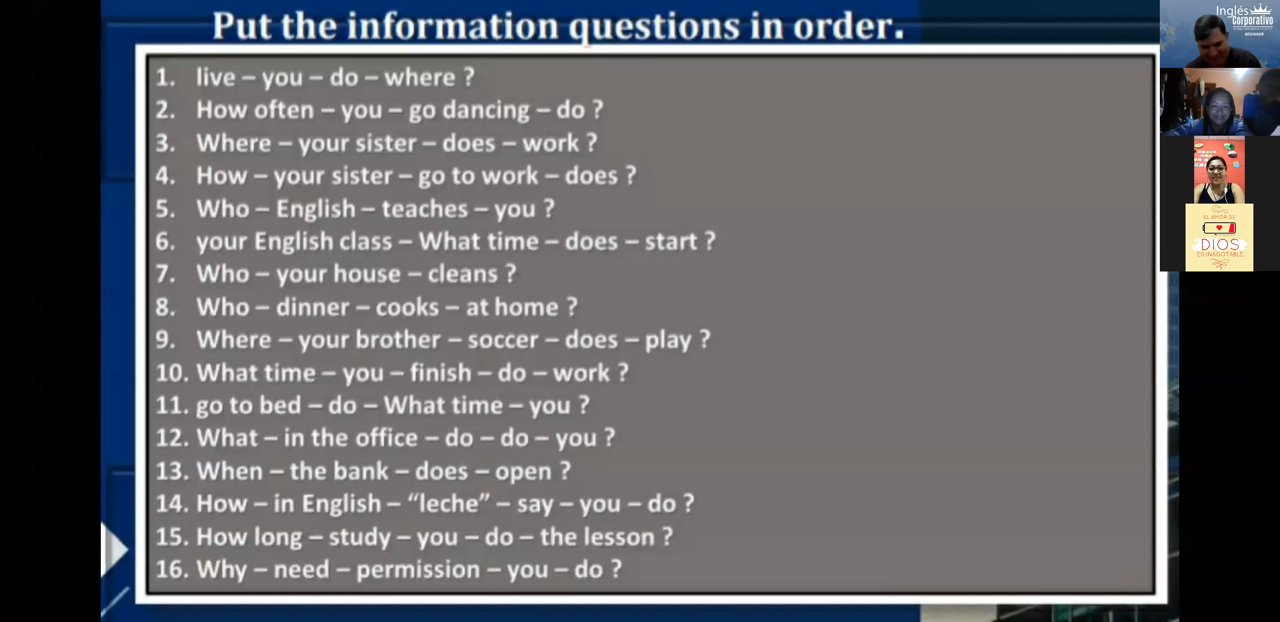 Put the information questions in order.
1. live – you – do – where ?
2. How often – you – go dancing – do ?
3. Where – your sister – does – work ?
4. How – your sister – go to work – does ?
5. Who – English – teaches – you ?
6. your English class – What time – does – start ?
7. Who – your house – cleans ?
8. Who – dinner – cooks – at home ?
9. Where – your brother – soccer – does – play ?
10. What time – you – finish – do – work ?
11. go to bed – do – What time – you ?
12. What – in the office – do – do – you ?
13. When – the bank – does – open ?
14. How – in English – “leche” – say – you – do ?
15. How long – study – you – do – the lesson ?
16. Why – need – permission – you – do ?
Inglés
Corporativo
BEGINNER
EL AMOR DE
DIOS
ES INAGOTABLE.